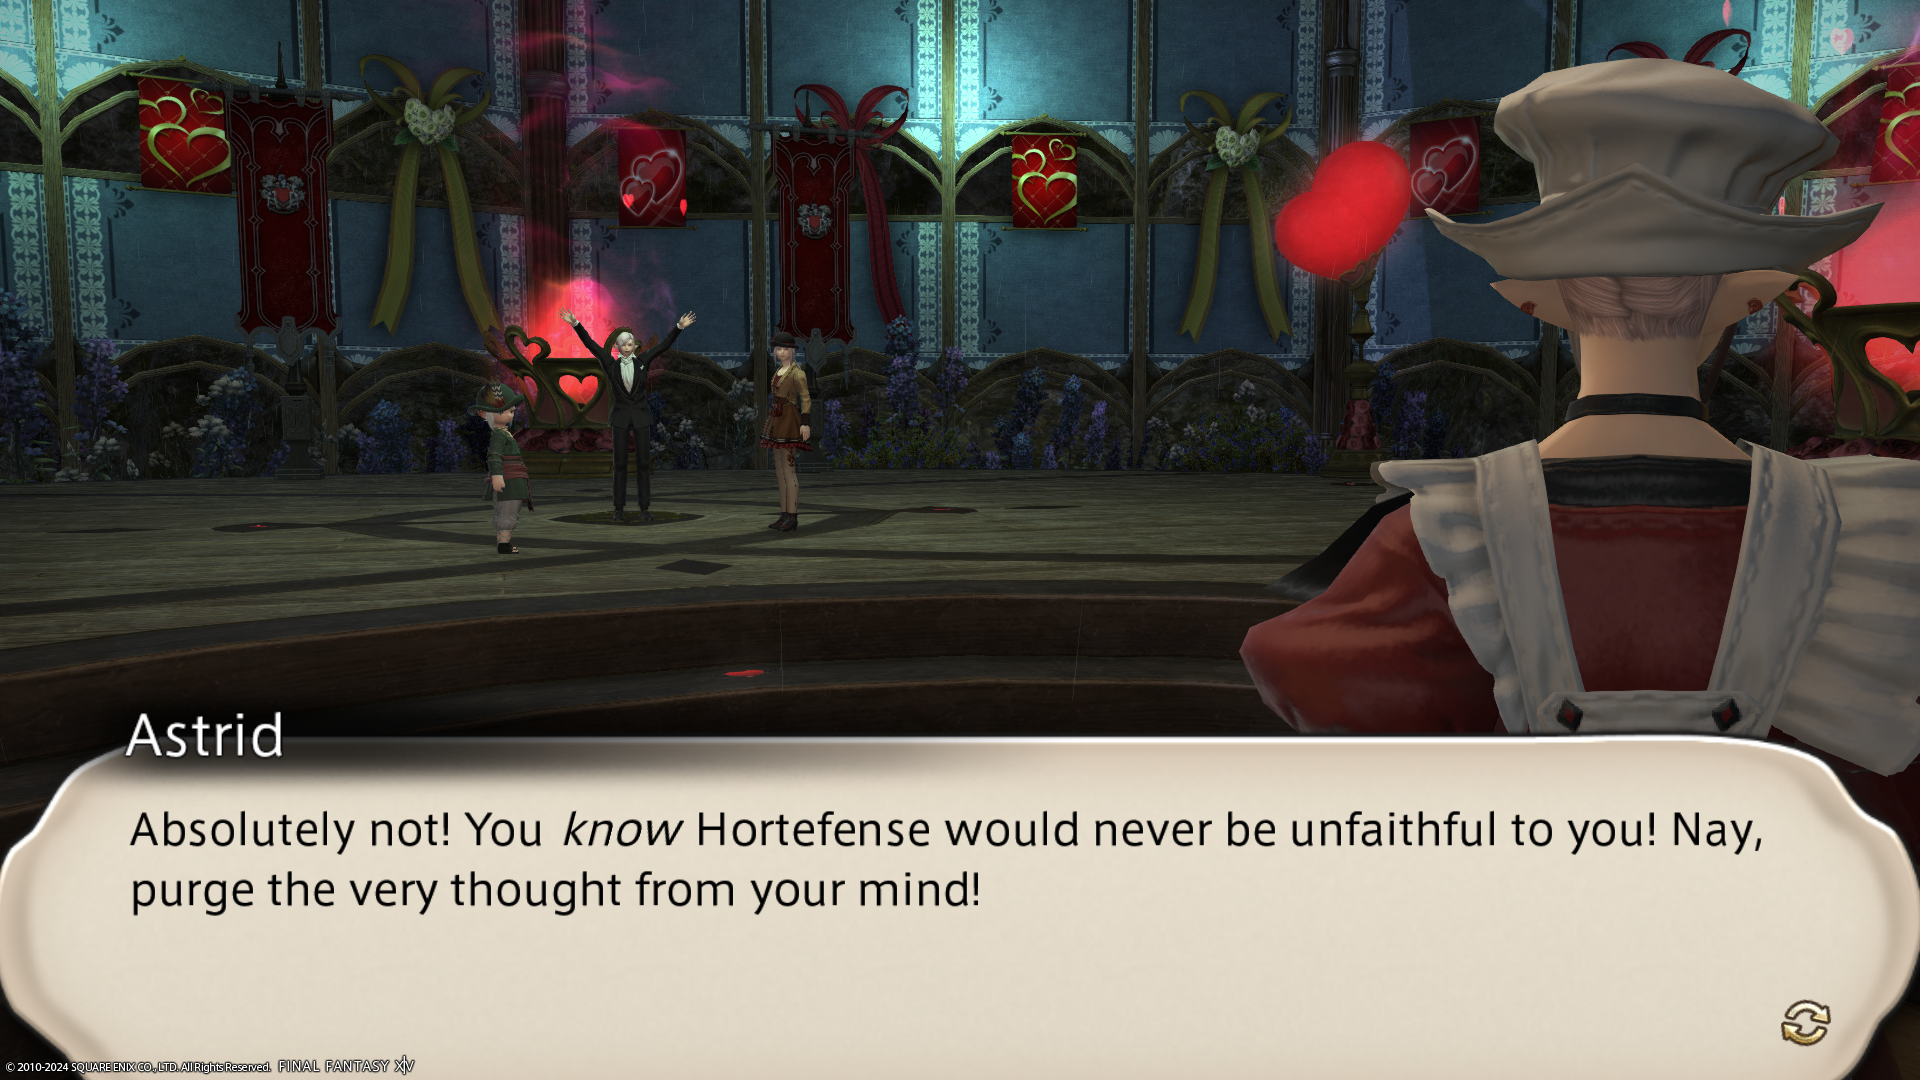 Astrid
Absolutely not! You know Hortefense would never be unfaithful to you! Nay,
purge the very thought from your mind!
© 2010-2024 SQUARE ENIX CO., LTD. All Rights Reserved. FINAL FANTASY XIV